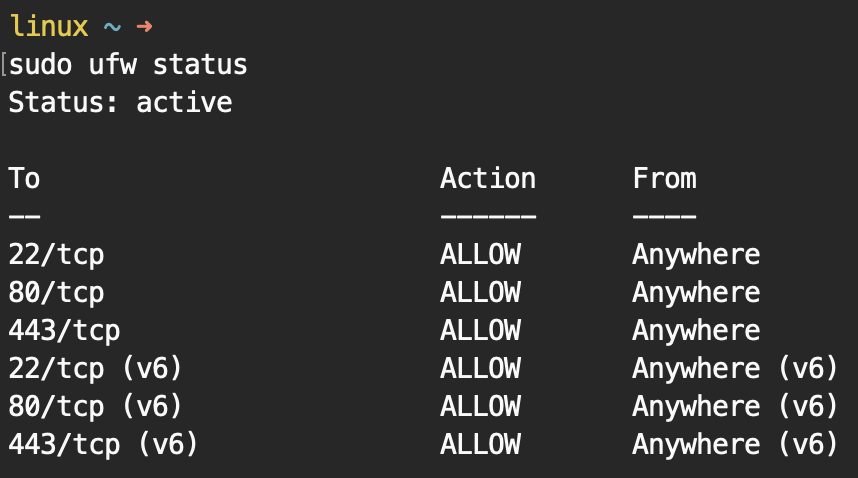 linux ~ ➜
[sudo ufw status
Status: active
To Action From
-- ------ ----
22/tcp ALLOW Anywhere
80/tcp ALLOW Anywhere
443/tcp ALLOW Anywhere
22/tcp (v6) ALLOW Anywhere (v6)
80/tcp (v6) ALLOW Anywhere (v6)
443/tcp (v6) ALLOW Anywhere (v6)